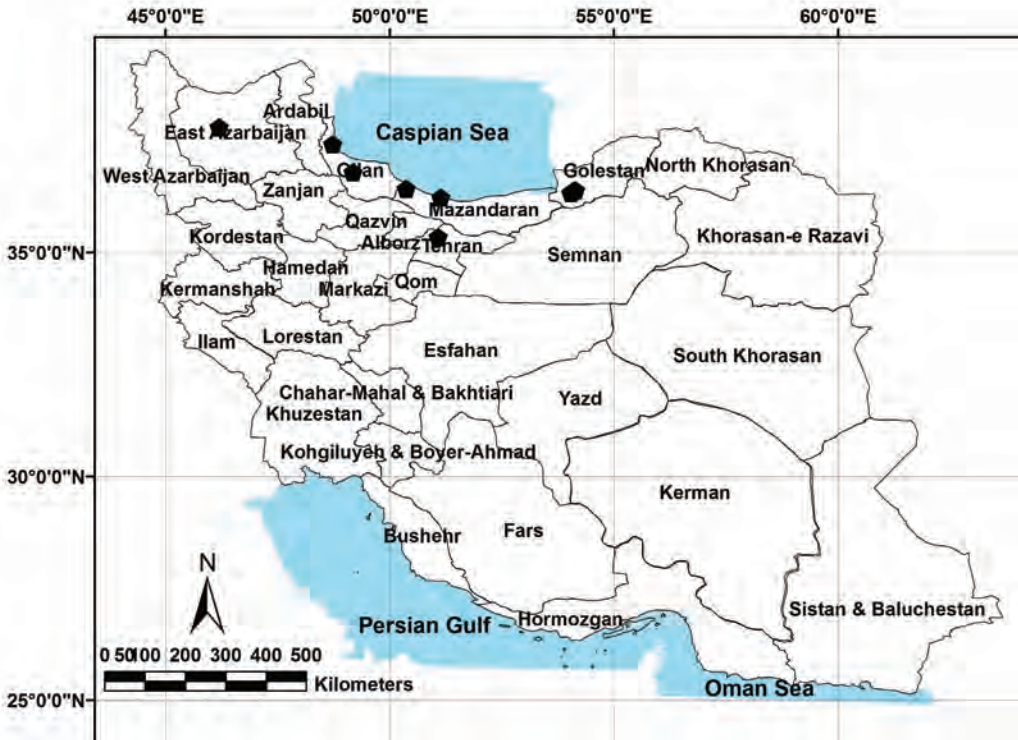 45°0'0"E 50°0'0"E 55°0'0"E 60°0'0"E
Ardabil
East Azarbaijan
Caspian Sea
West Azarbaijan
Gilan
Golestan
North Khorasan
Zanjan
Mazandaran
Qazvin
Kordestan
Alborz
Tehran
Khorasan-e Razavi
35°0'0"N
Semnan
Hamedan
Kermanshah
Markazi
Qom
Ilam
Lorestan
Esfahan
South Khorasan
Chahar-Mahal & Bakhtiari
Yazd
Khuzestan
Kohgiluyeh & Boyer-Ahmad
30°0'0"N
Kerman
Bushehr
Fars
N
Sistan & Baluchestan
Persian Gulf
Hormozgan
0 50 100 200 300 400 500
Kilometers
Oman Sea
25°0'0"N